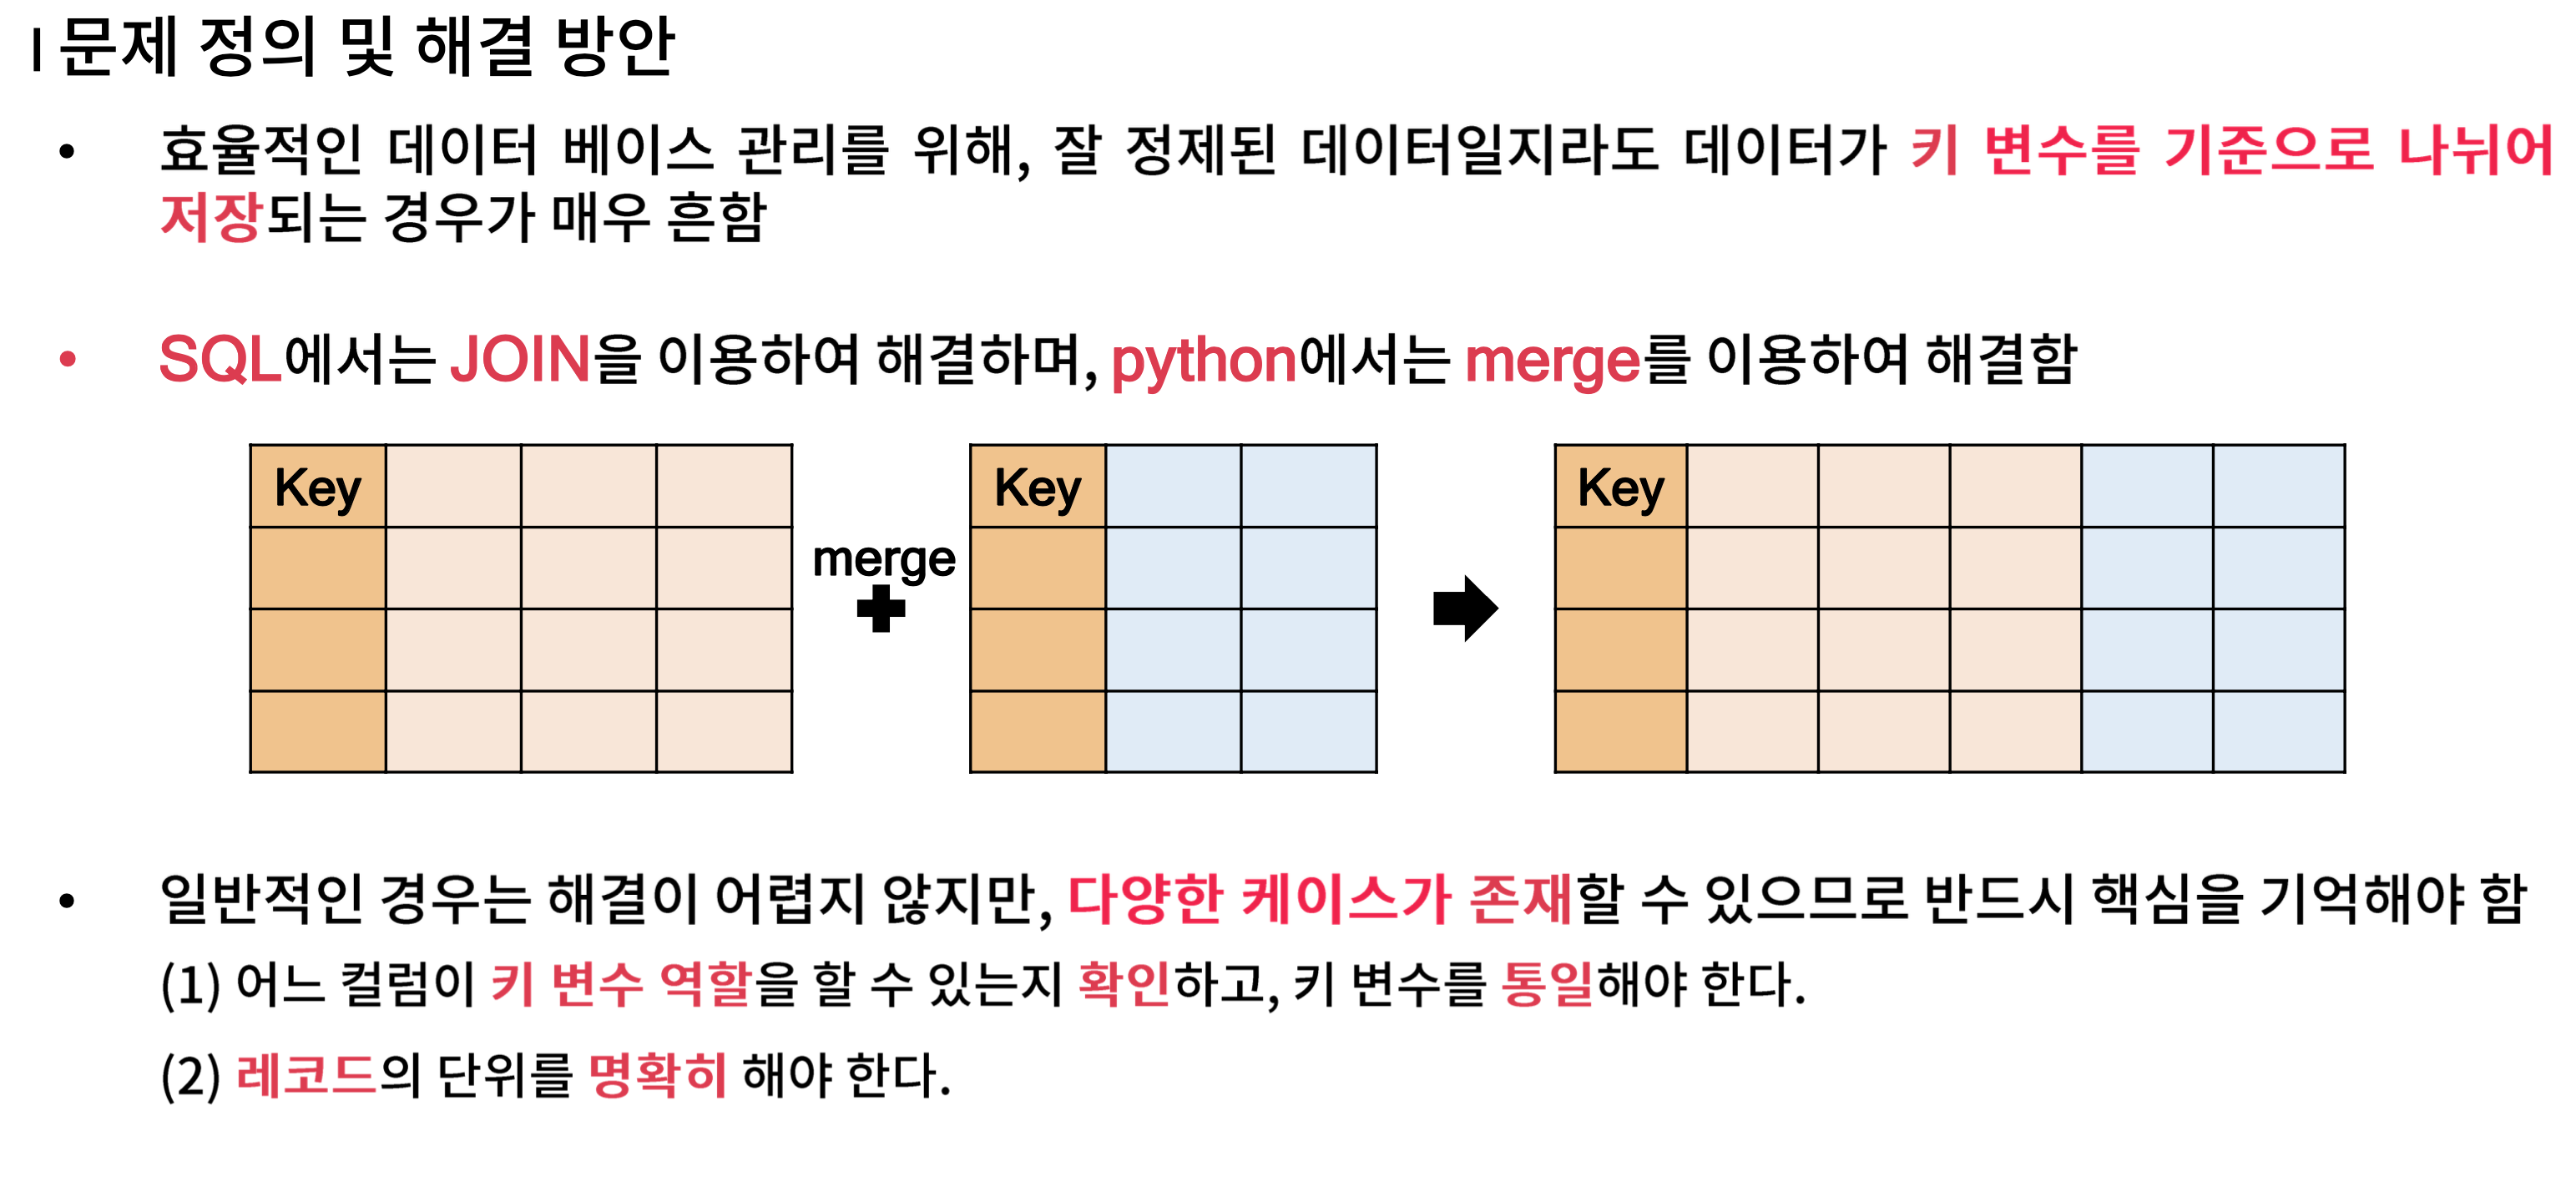 | 문제 정의 및 해결 방안
• 효율적인 데이터 베이스 관리를 위해, 잘 정제된 데이터일지라도 데이터가 키 변수를 기준으로 나뉘어
저장되는 경우가 매우 흔함
• SQL에서는 JOIN을 이용하여 해결하며, python에서는 merge를 이용하여 해결함
Key
merge
Key
Key
• 일반적인 경우는 해결이 어렵지 않지만, 다양한 케이스가 존재할 수 있으므로 반드시 핵심을 기억해야 함
(1) 어느 컬럼이 키 변수 역할을 할 수 있는지 확인하고, 키 변수를 통일해야 한다.
(2) 레코드의 단위를 명확히 해야 한다.